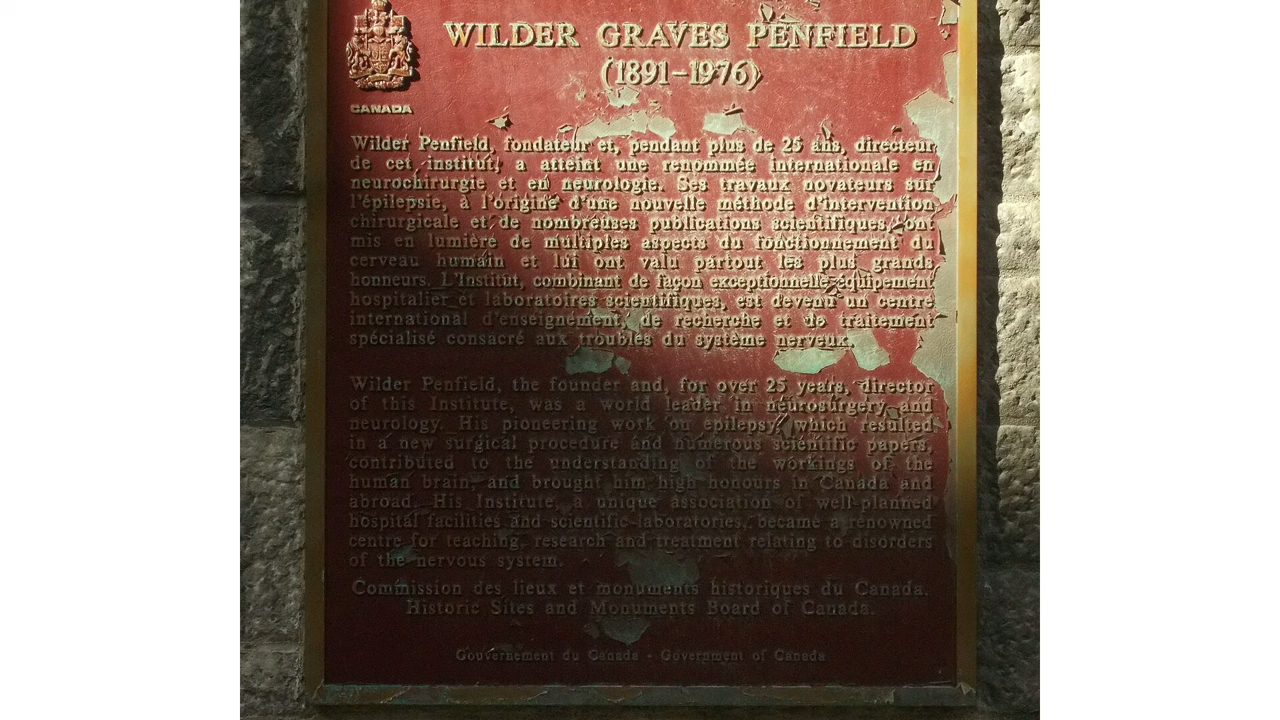 WILDER GRAVES PENFIELD
(1891-1976)
CANADA
Wilder Penfield, fondateur et, pendant plus de 25 ans, directeur
de cet institut, a atteint une renommée internationale en
neurochirurgie et en neurologie. Ses travaux novateurs sur
l'épilepsie, à l'origine d'une nouvelle méthode d'intervention
chirurgicale et de nombreuses publications scientifiques, ont
mis en lumière de multiples aspects du fonctionnement du
cerveau humain et lui ont valu partout les plus grands
honneurs. L'Institut, combinant de façon exceptionnelle équipement
hospitalier et laboratoires scientifiques, est devenu un centre
international d'enseignement, de recherche et de traitement
spécialisé consacré aux troubles du système nerveux.
Wilder Penfield, the founder and, for over 25 years, director
of this Institute, was a world leader in neurosurgery and
neurology. His pioneering work on epilepsy, which resulted
in a new surgical procedure and numerous scientific papers,
contributed to the understanding of the workings of the
human brain, and brought him high honours in Canada and
abroad. His Institute, a unique association of well-planned
hospital facilities and scientific laboratories, became a renowned
centre for teaching, research and treatment relating to disorders
of the nervous system.
Commission des lieux et monuments historiques du Canada.
Historic Sites and Monuments Board of Canada.
Gouvernement du Canada - Government of Canada